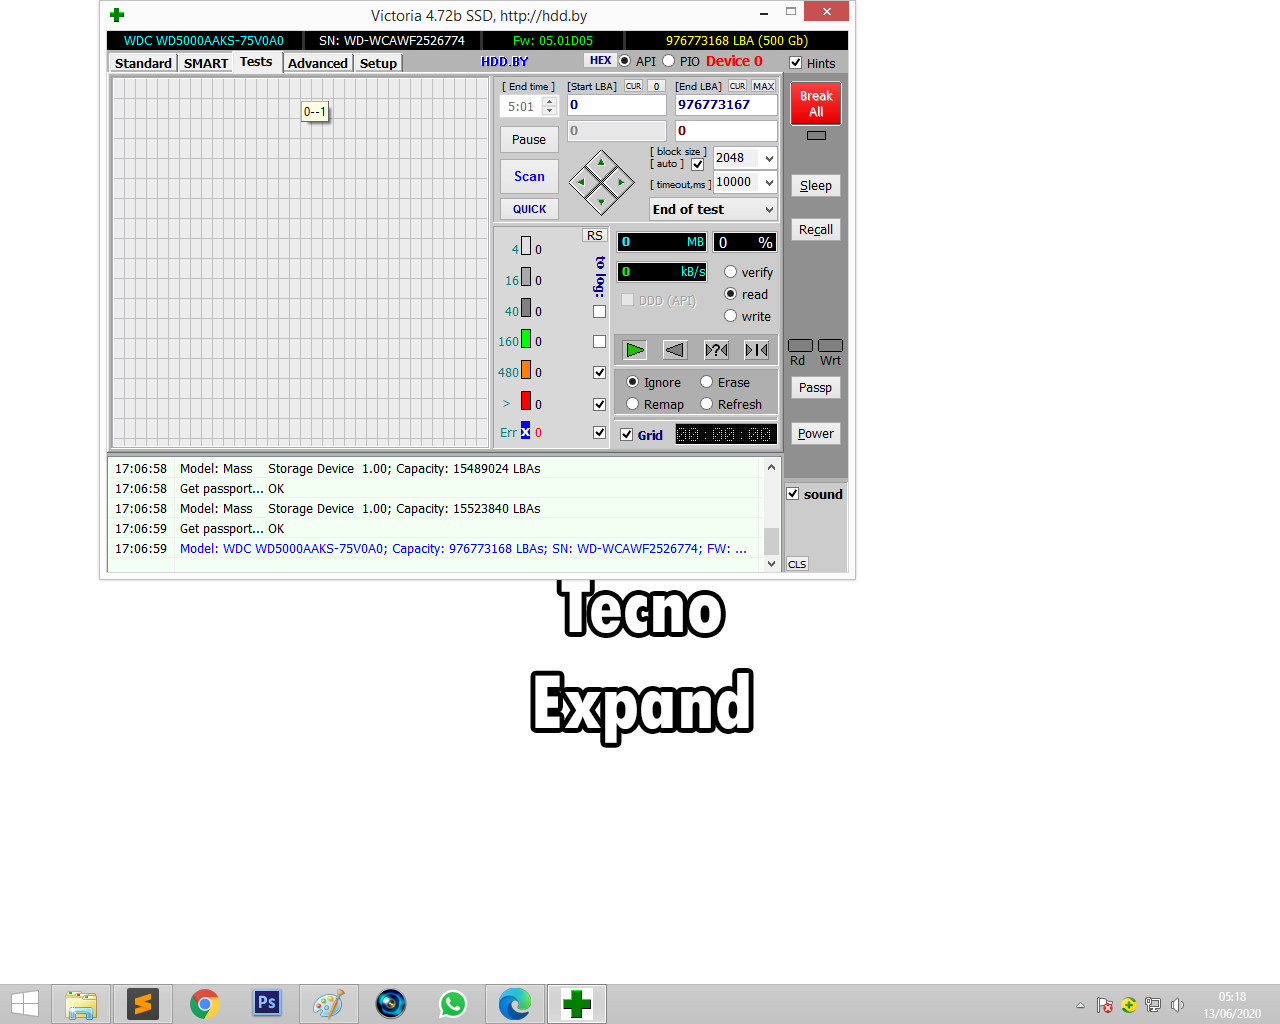 Victoria 4.72b SSD, http://hdd.by
WDC WD5000AAKS-75V0A0 SN: WD-WCAWF2526774 Fw: 05.01D05 976773168 LBA (500 Gb)
Standard SMART Tests Advanced Setup HDD.BY HEX API PIO Device 0 Hints
0--1
[ End time ] [Start LBA] CUR 0 [End LBA] CUR MAX
5:01 0 976773167
0 0
Pause
Scan
QUICK
[ block size ]
[ auto ] 2048
[ timeout,ms ] 10000
End of test
Break
All
Sleep
Recall
RS
to log:
4 0
16 0
40 0
160 0
480 0
> 0
Err x 0
0 MB 0 %
0 kB/s
verify
DDD (API) read
write
Ignore Erase
Remap Refresh
Grid 00:00:00
Rd Wrt
Passp
Power
sound
CLS
17:06:58 Model: Mass Storage Device 1.00; Capacity: 15489024 LBAs
17:06:58 Get passport... OK
17:06:58 Model: Mass Storage Device 1.00; Capacity: 15523840 LBAs
17:06:59 Get passport... OK
17:06:59 Model: WDC WD5000AAKS-75V0A0; Capacity: 976773168 LBAs; SN: WD-WCAWF2526774; FW: ...
Tecno
Expand
Ps
05:18
13/06/2020